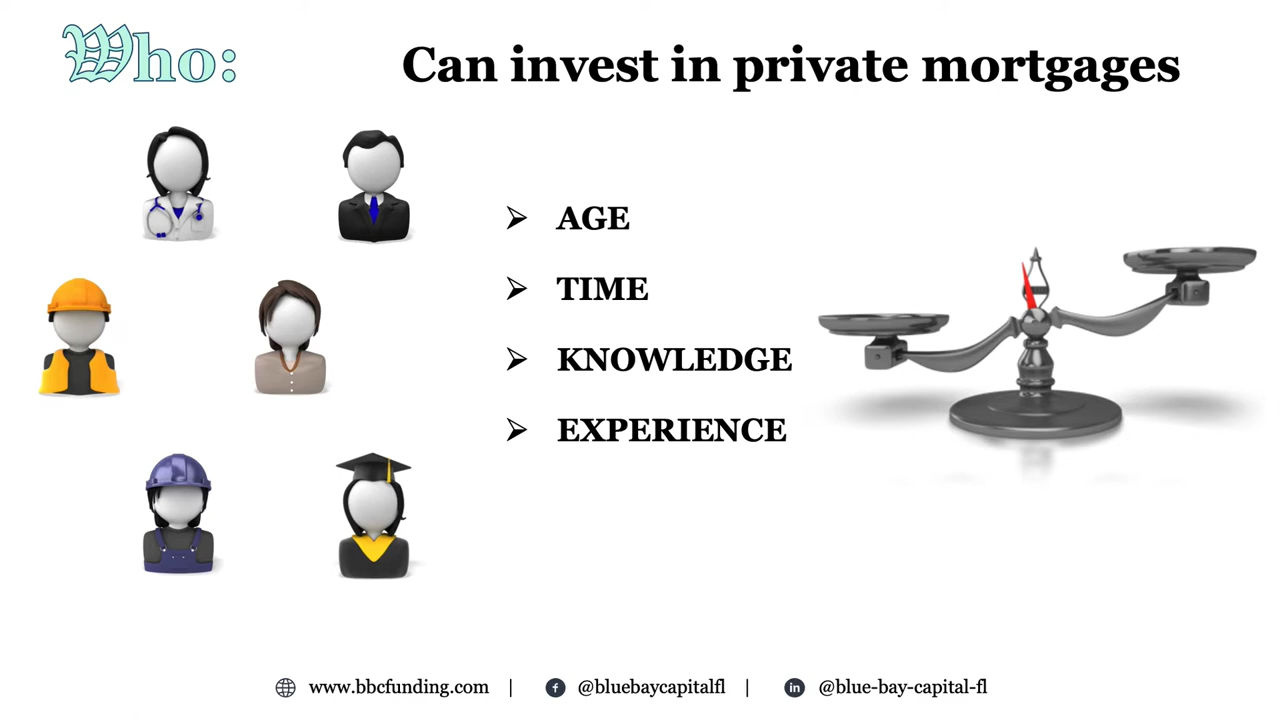 Who:
Can invest in private mortgages
AGE
TIME
KNOWLEDGE
EXPERIENCE
www.bbcfunding.com | @bluebaycapitalfl | @blue-bay-capital-fl